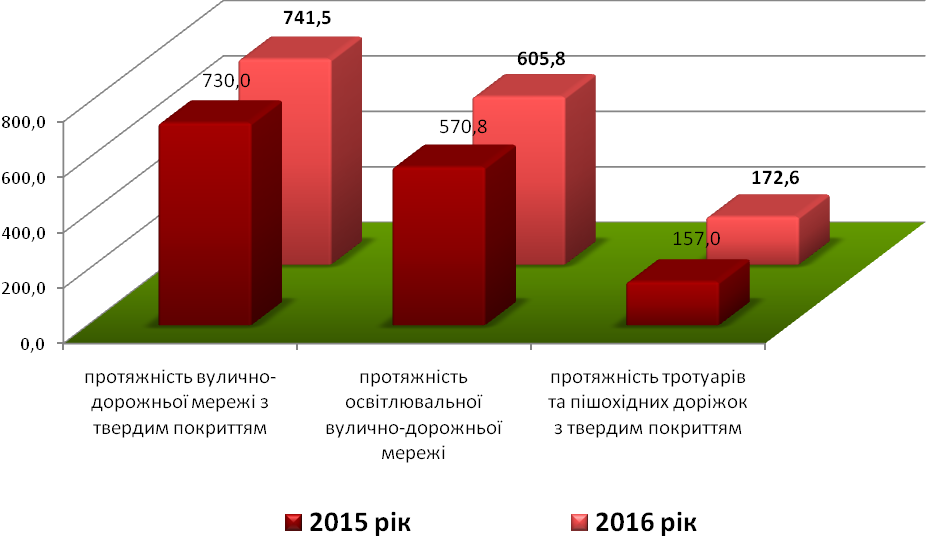 741,5
730,0
605,8
570,8
172,6
157,0
800,0
600,0
400,0
200,0
0,0
протяжність вулично-
дорожньої мережі з
твердим покриттям
протяжність
освітлювальної
вулично-дорожньої
мережі
протяжність тротуарів
та пішохідних доріжок
з твердим покриттям
2015 рік
2016 рік